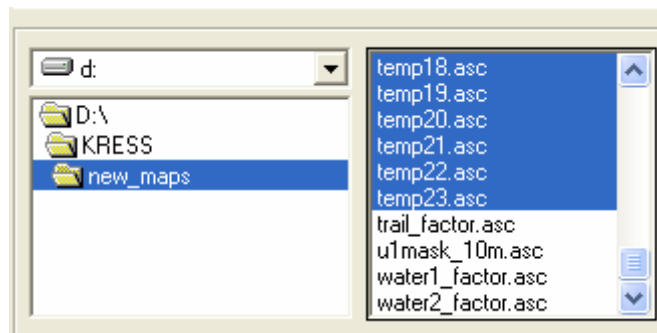 d:
D:\
KRESS
new_maps
temp18.asc
temp19.asc
temp20.asc
temp21.asc
temp22.asc
temp23.asc
trail_factor.asc
u1mask_10m.asc
water1_factor.asc
water2_factor.asc